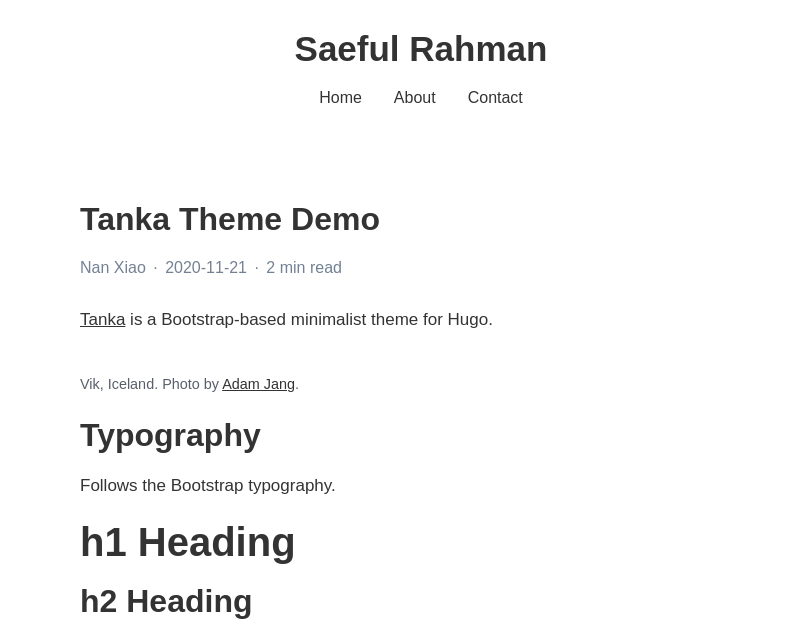 Saeful Rahman
Home About Contact
Tanka Theme Demo
Nan Xiao · 2020-11-21 · 2 min read
Tanka is a Bootstrap-based minimalist theme for Hugo.
Vik, Iceland. Photo by Adam Jang.
Typography
Follows the Bootstrap typography.
h1 Heading
h2 Heading